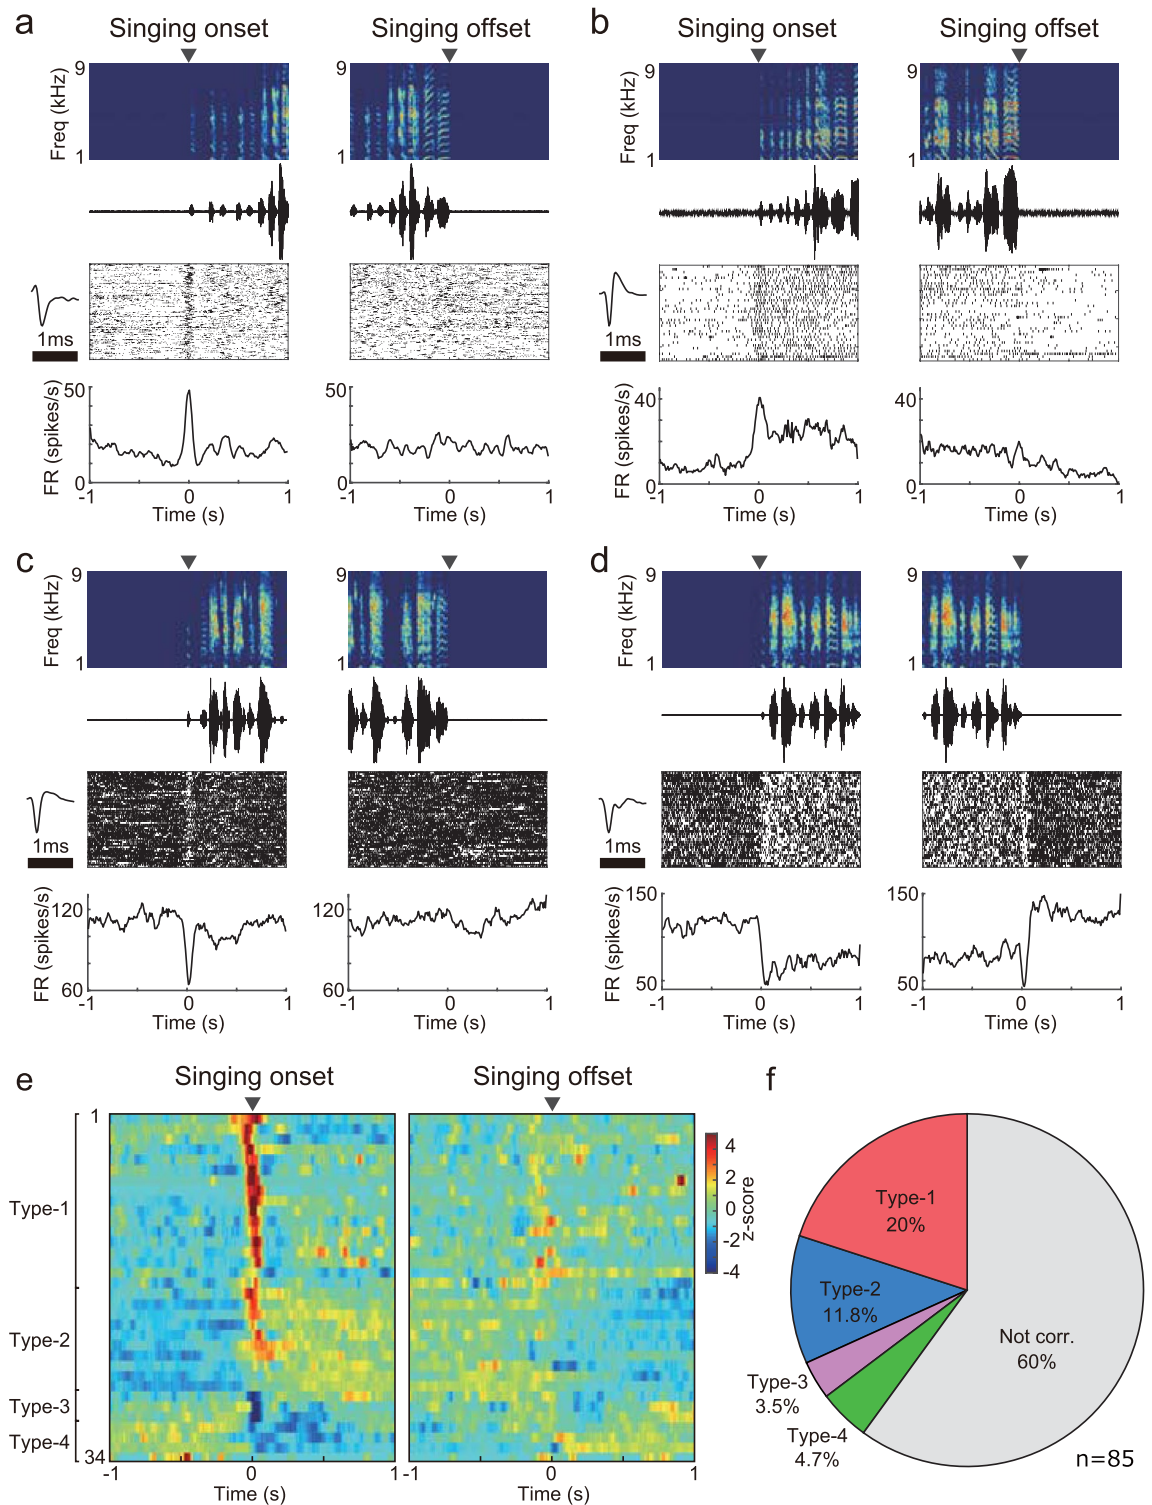 a
Singing onset
Singing offset
9
Freq (kHz)
1
9
1
1ms
50
FR (spikes/s)
0
-1
0
1
Time (s)
50
0
-1
0
1
Time (s)
b
Singing onset
Singing offset
9
Freq (kHz)
1
9
1
1ms
40
20
FR (spikes/s)
0
-1
0
1
Time (s)
40
20
0
-1
0
1
Time (s)
c
9
Freq (kHz)
1
9
1
1ms
120
FR (spikes/s)
60
-1
0
1
Time (s)
120
60
-1
0
1
Time (s)
d
9
Freq (kHz)
1
9
1
1ms
150
FR (spikes/s)
50
-1
0
1
Time (s)
150
50
-1
0
1
Time (s)
e
Singing onset
Singing offset
1
Type-1
Type-2
Type-3
Type-4
34
-1
0
1
Time (s)
-1
0
1
Time (s)
4
2
0
-2
-4
z-score
f
Type-1
20%
Type-2
11.8%
Type-3
3.5%
Type-4
4.7%
Not corr.
60%
n=85